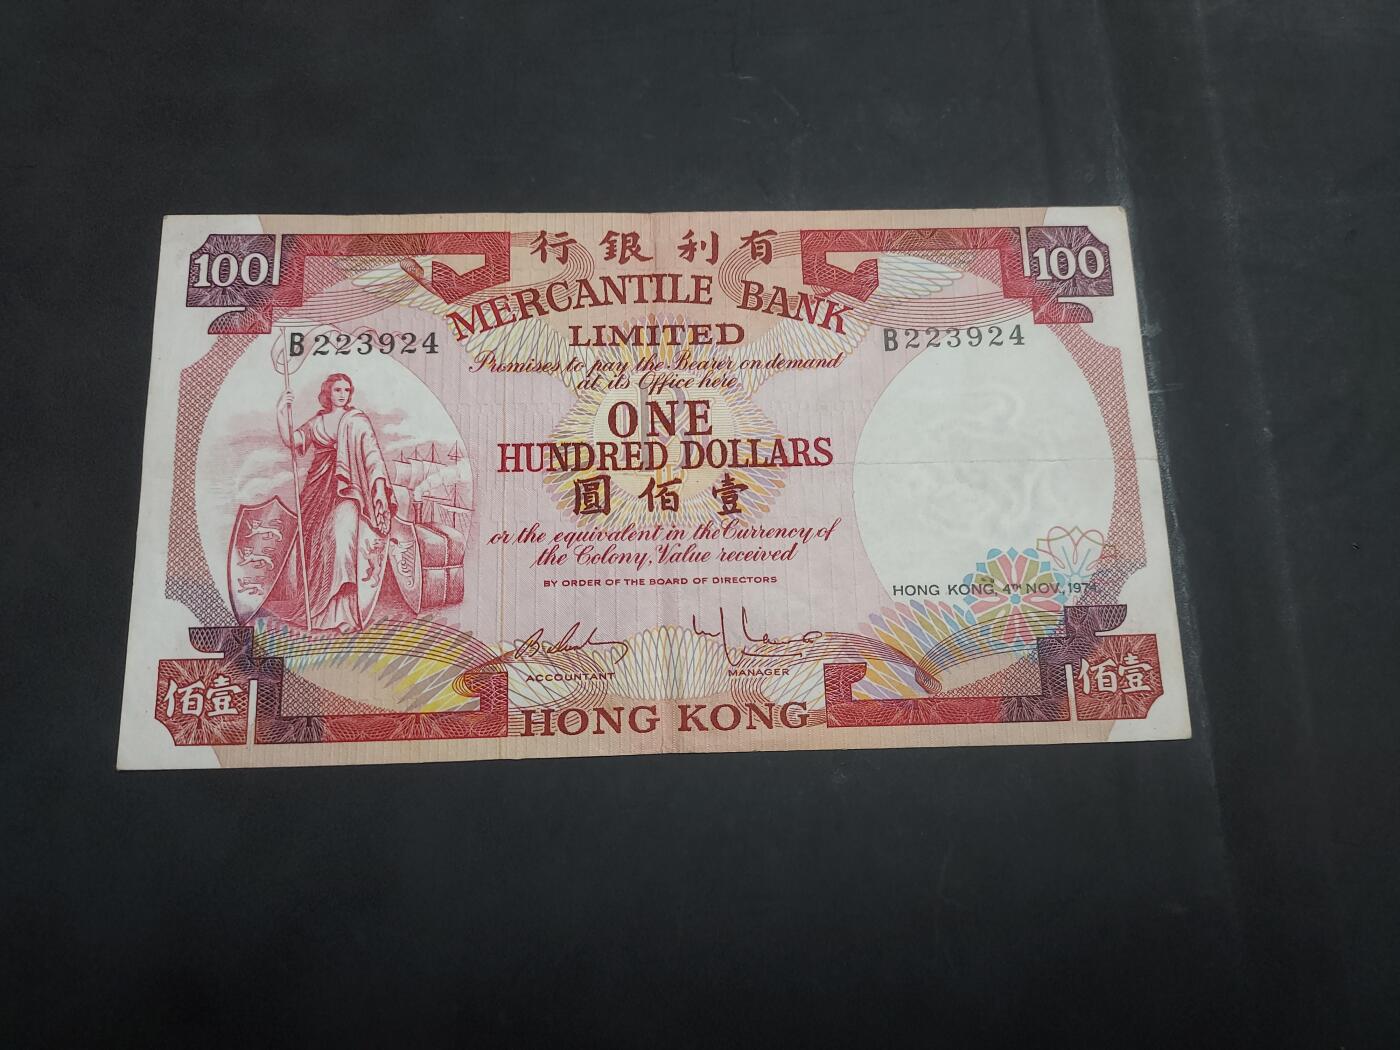 行銀利有
100
100
MERCANTILE BANK
LIMITED
B223924
B223924
Promises to pay the Bearer on demand
at its Office here
ONE
HUNDRED DOLLARS
圓佰壹
or the equivalent in the Currency of
the Colony, Value received
BY ORDER OF THE BOARD OF DIRECTORS
HONG KONG, 4TH NOV., 1974
ACCOUNTANT
MANAGER
佰壹
佰壹
HONG KONG